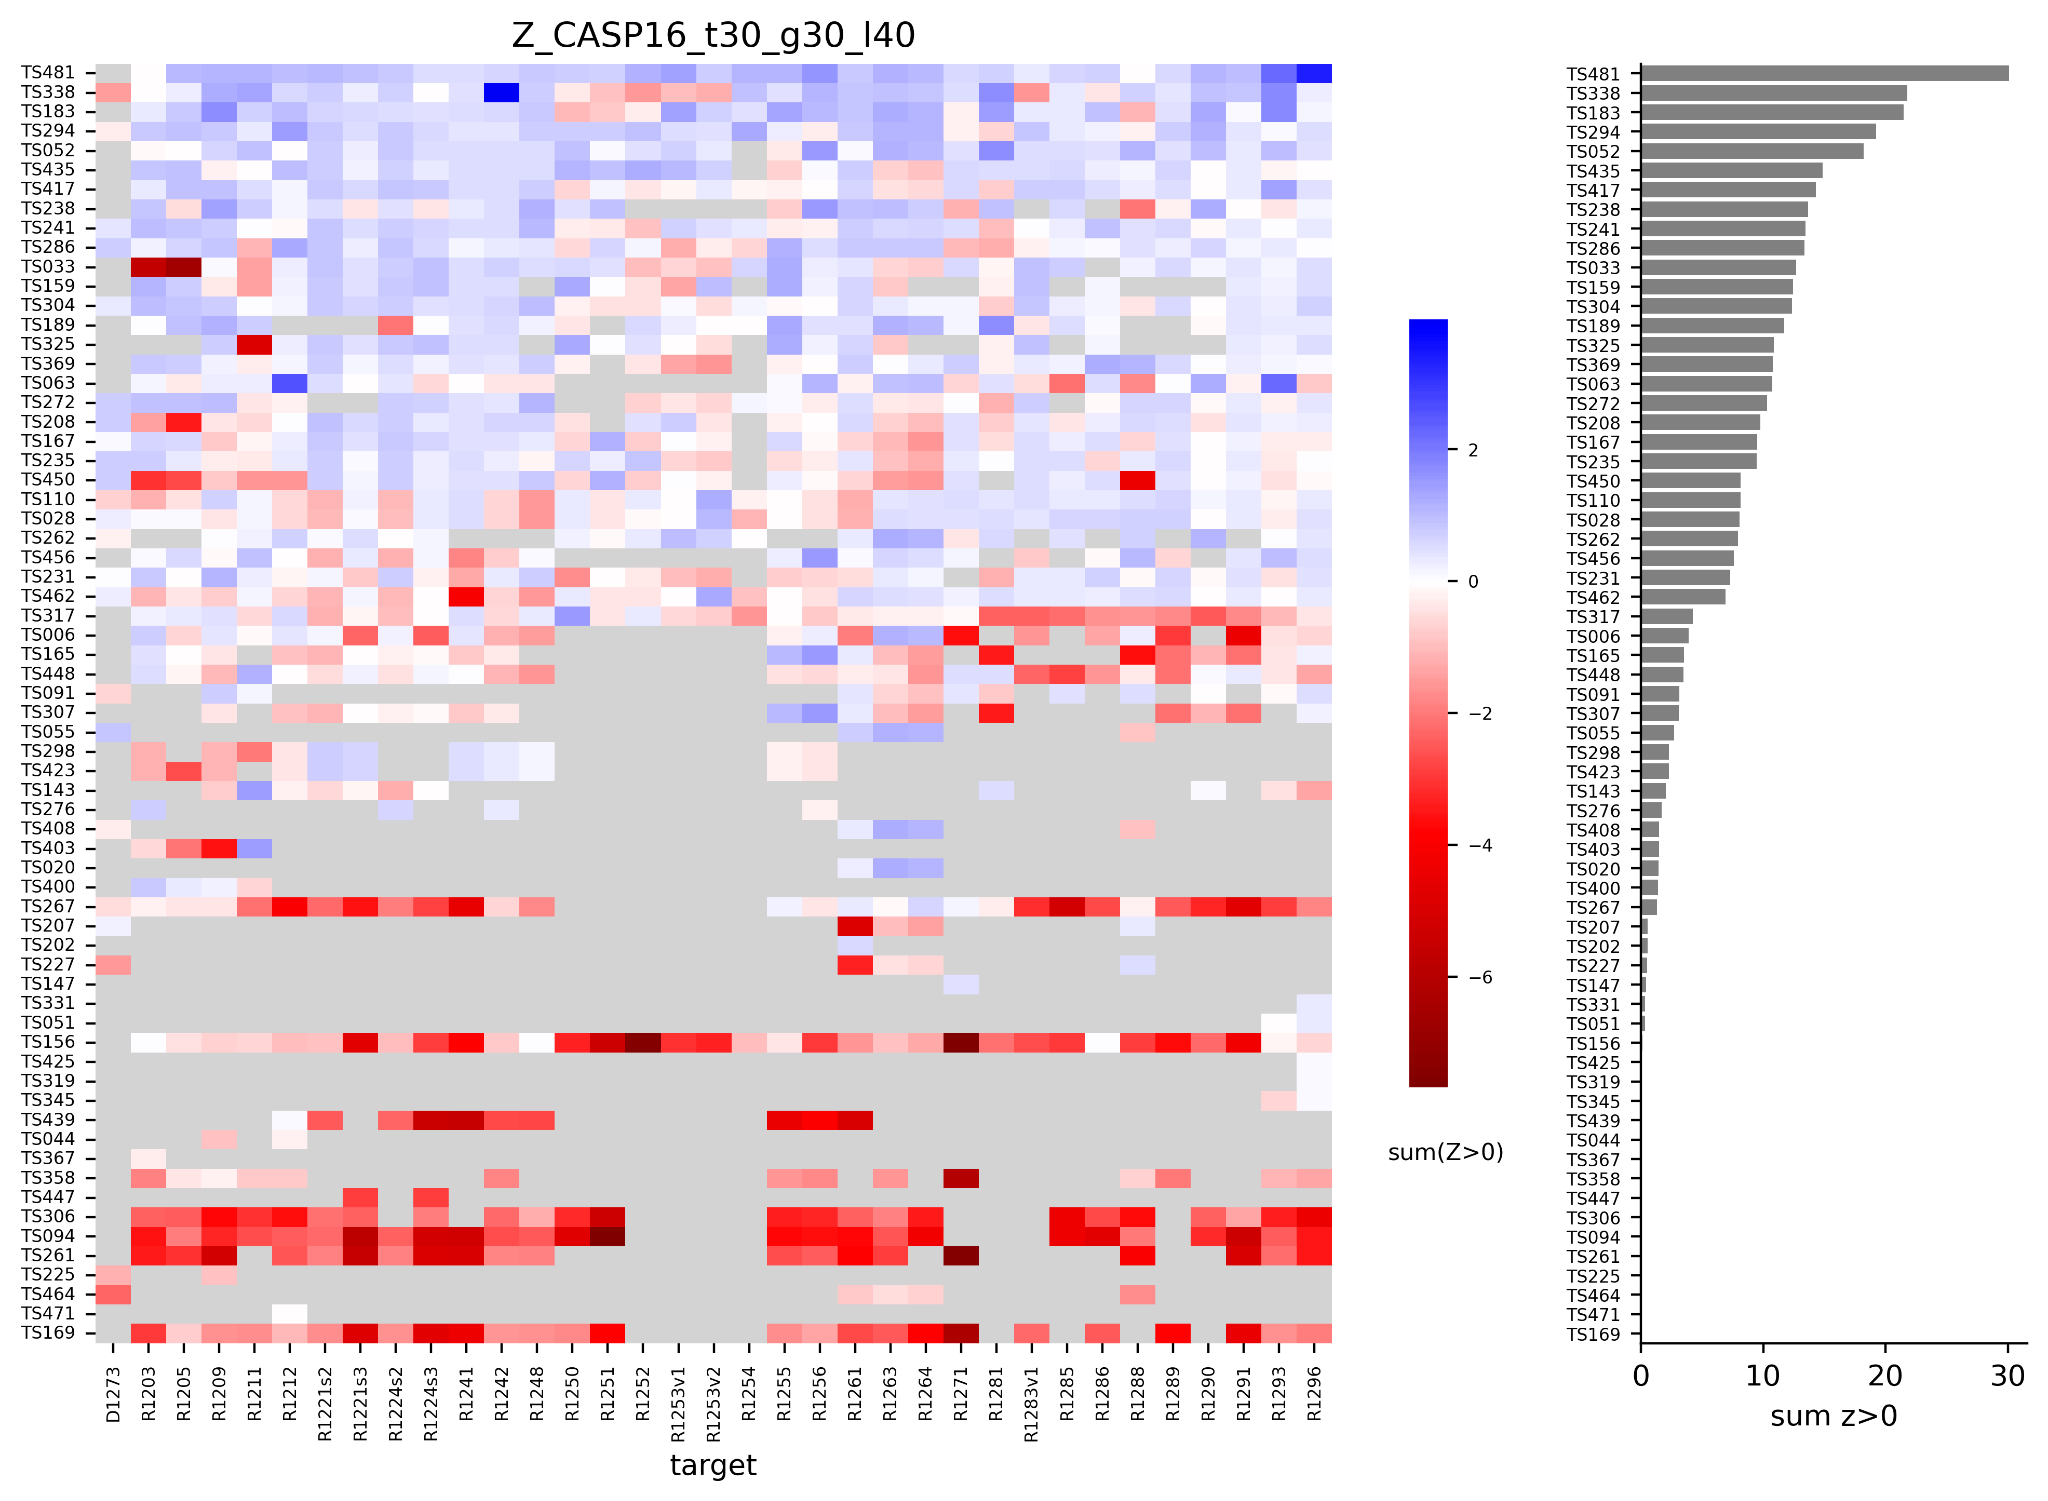 Z_CASP16_t30_g30_l40
TS481
TS338
TS183
TS294
TS052
TS435
TS417
TS238
TS241
TS286
TS033
TS159
TS304
TS189
TS325
TS369
TS063
TS272
TS208
TS167
TS235
TS450
TS110
TS028
TS262
TS456
TS231
TS462
TS317
TS006
TS165
TS448
TS091
TS307
TS055
TS298
TS423
TS143
TS276
TS408
TS403
TS020
TS400
TS267
TS207
TS202
TS227
TS147
TS331
TS051
TS156
TS425
TS319
TS345
TS439
TS044
TS367
TS358
TS447
TS306
TS094
TS261
TS225
TS464
TS471
TS169
D1273
R1203
R1205
R1209
R1211
R1212
R1221s2
R1221s3
R1224s2
R1224s3
R1241
R1242
R1248
R1250
R1251
R1252
R1253v1
R1253v2
R1254
R1255
R1256
R1261
R1263
R1264
R1271
R1281
R1283v1
R1285
R1286
R1288
R1289
R1290
R1291
R1293
R1296
target
2
0
−2
−4
−6
sum(Z>0)
TS481
TS338
TS183
TS294
TS052
TS435
TS417
TS238
TS241
TS286
TS033
TS159
TS304
TS189
TS325
TS369
TS063
TS272
TS208
TS167
TS235
TS450
TS110
TS028
TS262
TS456
TS231
TS462
TS317
TS006
TS165
TS448
TS091
TS307
TS055
TS298
TS423
TS143
TS276
TS408
TS403
TS020
TS400
TS267
TS207
TS202
TS227
TS147
TS331
TS051
TS156
TS425
TS319
TS345
TS439
TS044
TS367
TS358
TS447
TS306
TS094
TS261
TS225
TS464
TS471
TS169
0 10 20 30
sum z>0